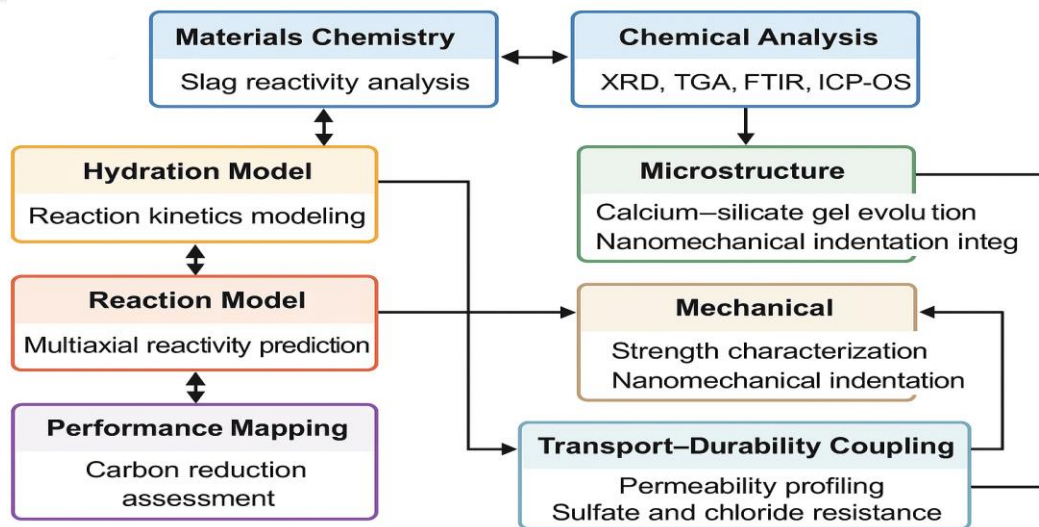 Materials Chemistry
Slag reactivity analysis
Chemical Analysis
XRD, TGA, FTIR, ICP-OS
Hydration Model
Reaction kinetics modeling
Microstructure
Calcium–silicate gel evolution
Nanomechanical indentation integ
Reaction Model
Multiaxial reactivity prediction
Mechanical
Strength characterization
Nanomechanical indentation
Performance Mapping
Carbon reduction
assessment
Transport–Durability Coupling
Permeability profiling
Sulfate and chloride resistance